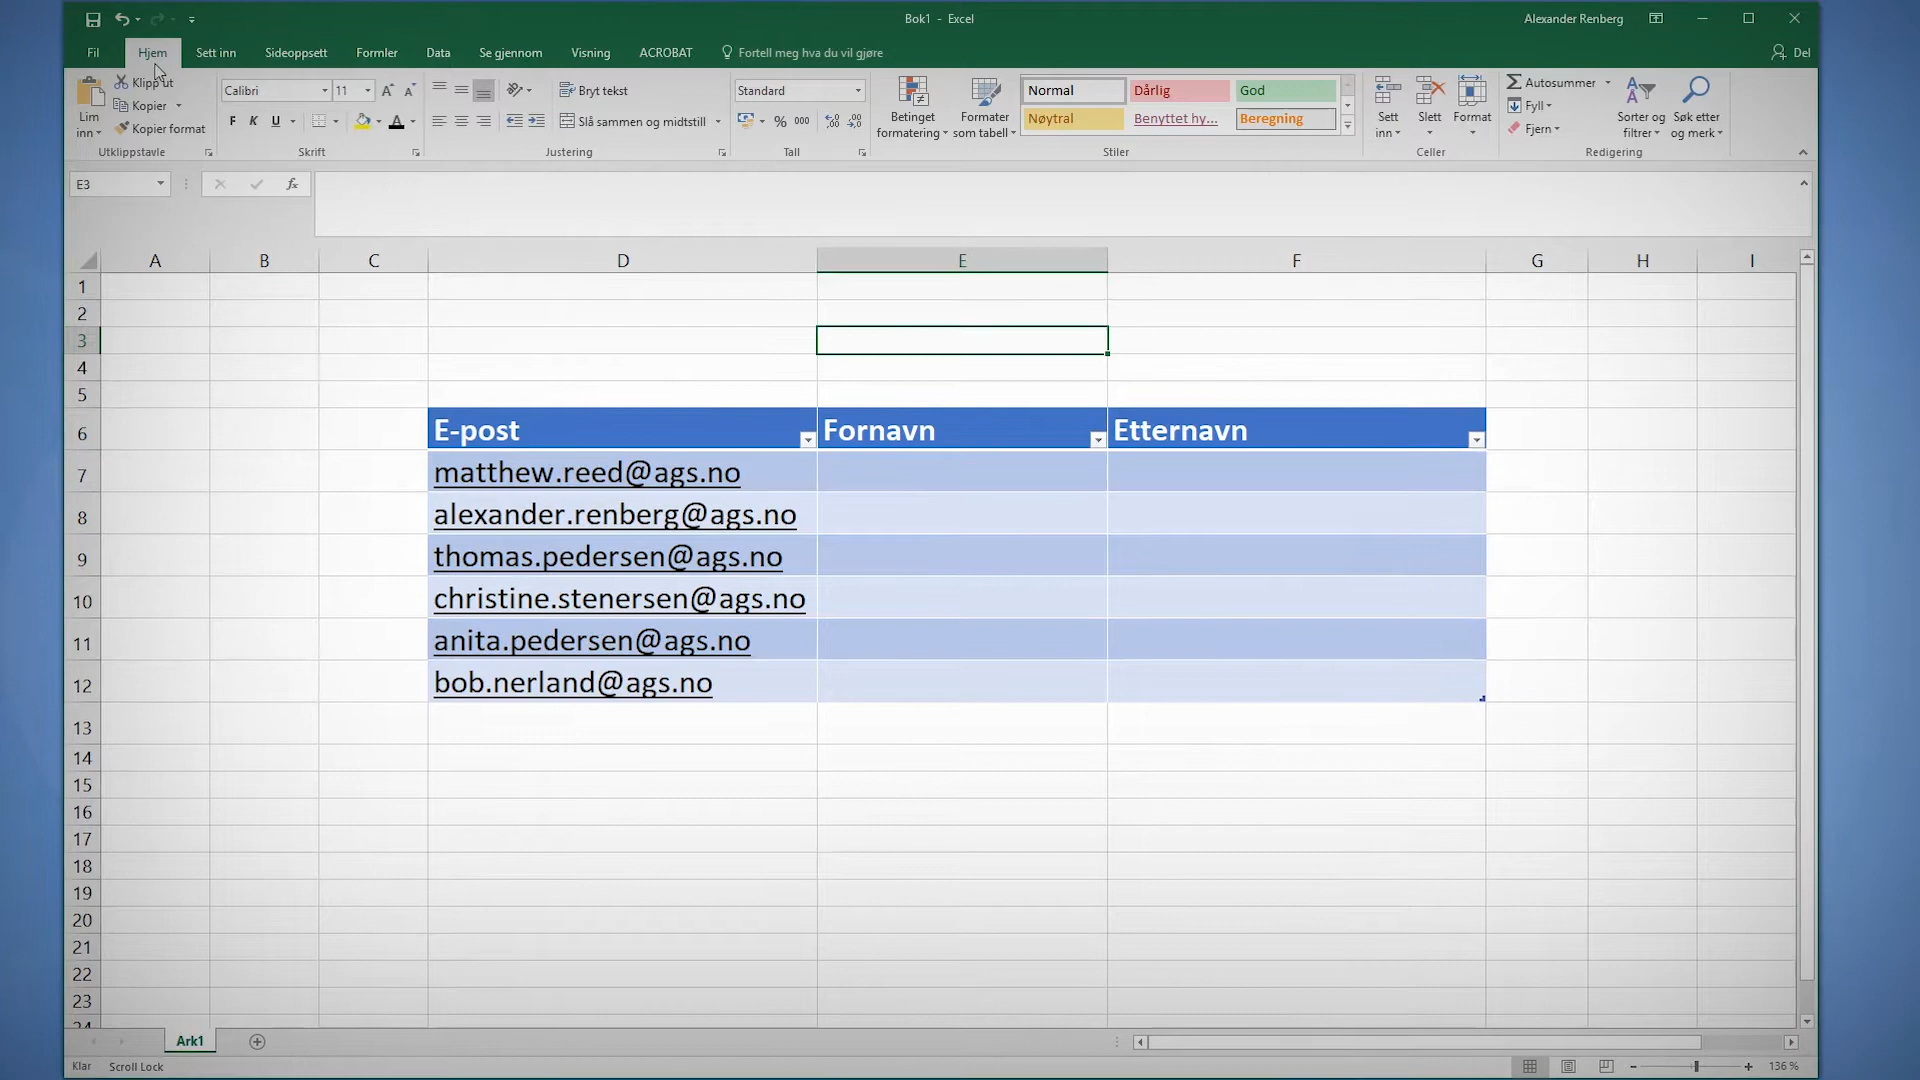 Bok1 - Excel
Alexander Renberg
Fil
Hjem
Sett inn
Sideoppsett
Formler
Data
Se gjennom
Visning
ACROBAT
Fortell meg hva du vil gjøre
Del
Lim
inn
Klipp ut
Kopier
Kopier format
Utklippstavle
Calibri
11
F K U
Skrift
Bryt tekst
Slå sammen og midtstill
Justering
Standard
% 000
Tall
Betinget
formatering
Formater
som tabell
Normal
Dårlig
God
Nøytral
Benyttet hy...
Beregning
Stiler
Sett
inn
Slett
Format
Celler
Autosummer
Fyll
Fjern
Sorter og
filtrer
Søk etter
og merk
Redigering
E3
fx
A B C D E F G H I
1
2
3
4
5
6 E-post Fornavn Etternavn
7 matthew.reed@ags.no
8 alexander.renberg@ags.no
9 thomas.pedersen@ags.no
10 christine.stenersen@ags.no
11 anita.pedersen@ags.no
12 bob.nerland@ags.no
13
14
15
16
17
18
19
20
21
22
23
24
Ark1
Klar
Scroll Lock
136 %